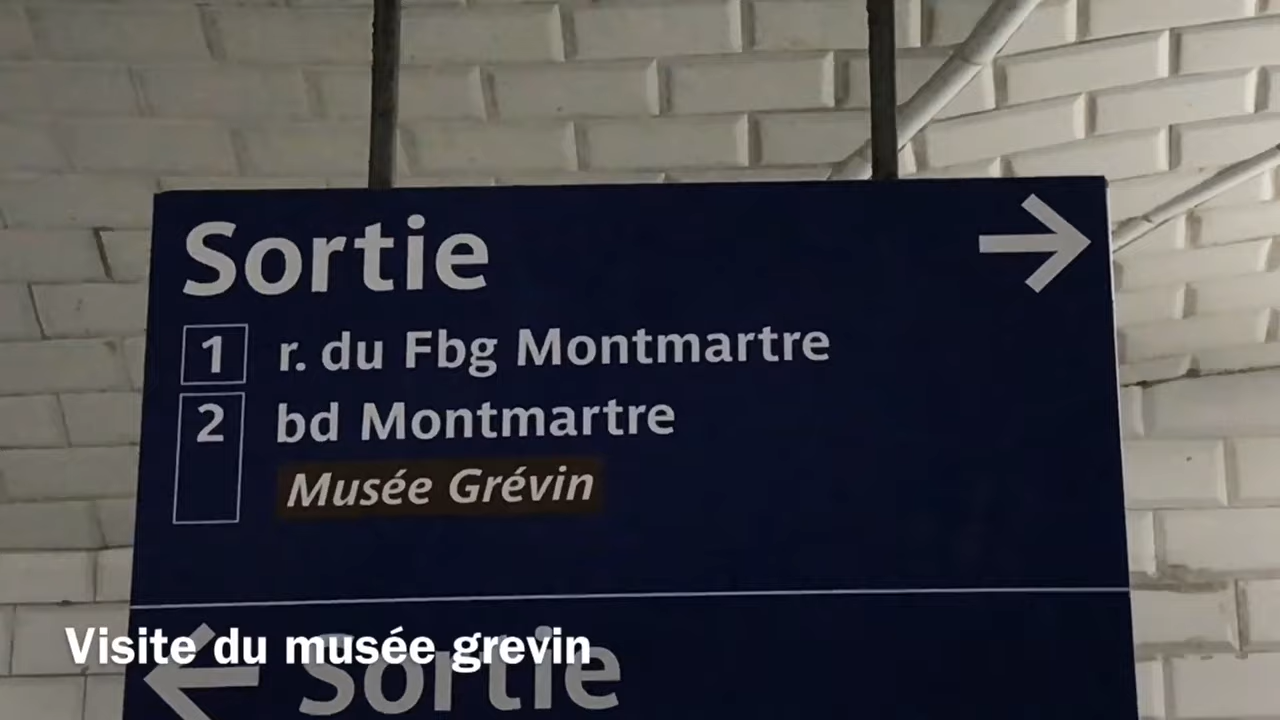 Sortie →
1 r. du Fbg Montmartre
2 bd Montmartre
Musée Grévin
← Sortie
Visite du musée grevin